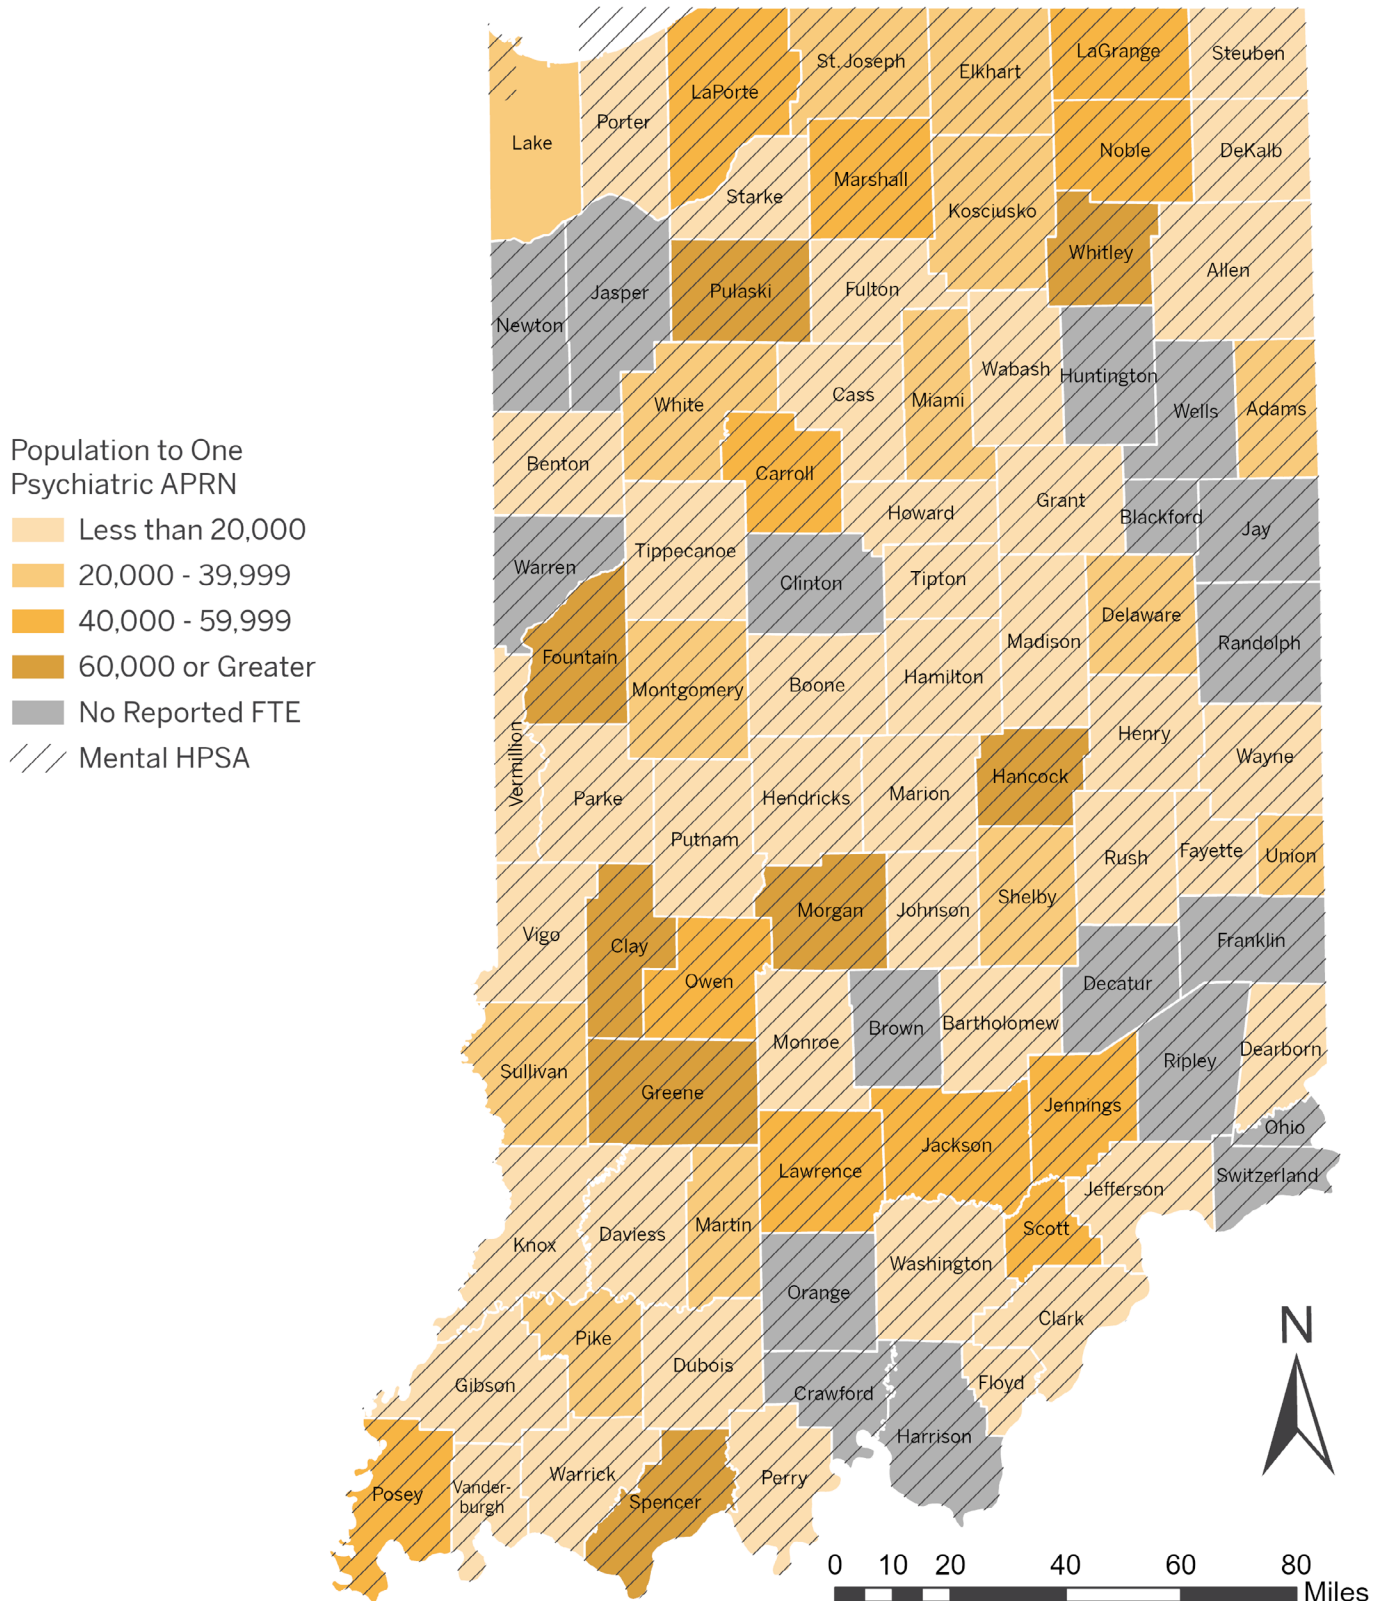 St. Joseph
Elkhart
LaGrange
Steuben
LaPorte
Porter
Lake
Noble
DeKalb
Marshall
Starke
Kosciusko
Whitley
Allen
Jasper
Pulaski
Fulton
Newton
Wabash
Huntington
White
Cass
Miami
Wells
Adams
Population to One
Psychiatric APRN
Less than 20,000
20,000 - 39,999
40,000 - 59,999
60,000 or Greater
No Reported FTE
Mental HPSA
Benton
Carroll
Grant
Howard
Blackford
Jay
Tippecanoe
Warren
Clinton
Tipton
Delaware
Madison
Randolph
Fountain
Montgomery
Boone
Hamilton
Henry
Vermillion
Wayne
Hancock
Parke
Hendricks
Marion
Putnam
Rush
Fayette
Union
Shelby
Morgan
Johnson
Vigo
Clay
Franklin
Owen
Decatur
Brown
Bartholomew
Monroe
Dearborn
Ripley
Sullivan
Greene
Jennings
Ohio
Jackson
Lawrence
Switzerland
Jefferson
Martin
Scott
Daviess
Knox
Washington
Orange
Clark
Pike
Dubois
Gibson
Crawford
Floyd
Harrison
Warrick
Perry
Posey
Vander-
burgh
Spencer
N
0 10 20 40 60 80
Miles